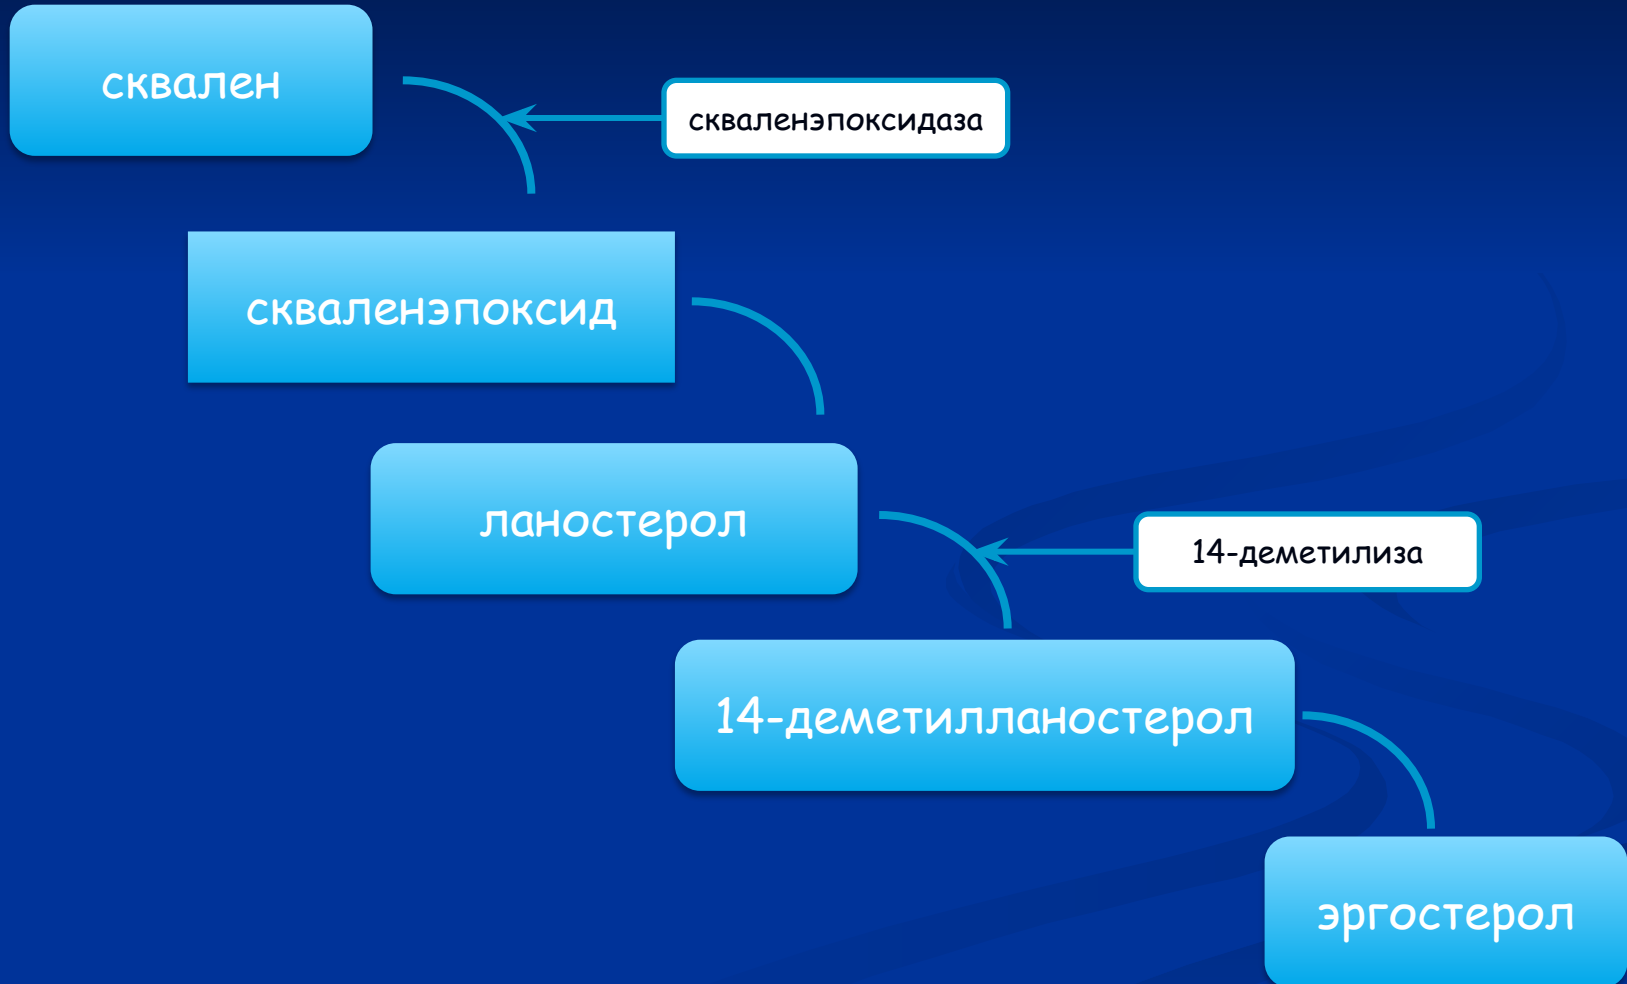 сквален
скваленэпоксидаза
скваленэпоксид
ланостерол
14-деметилиза
14-деметилланостерол
эргостерол